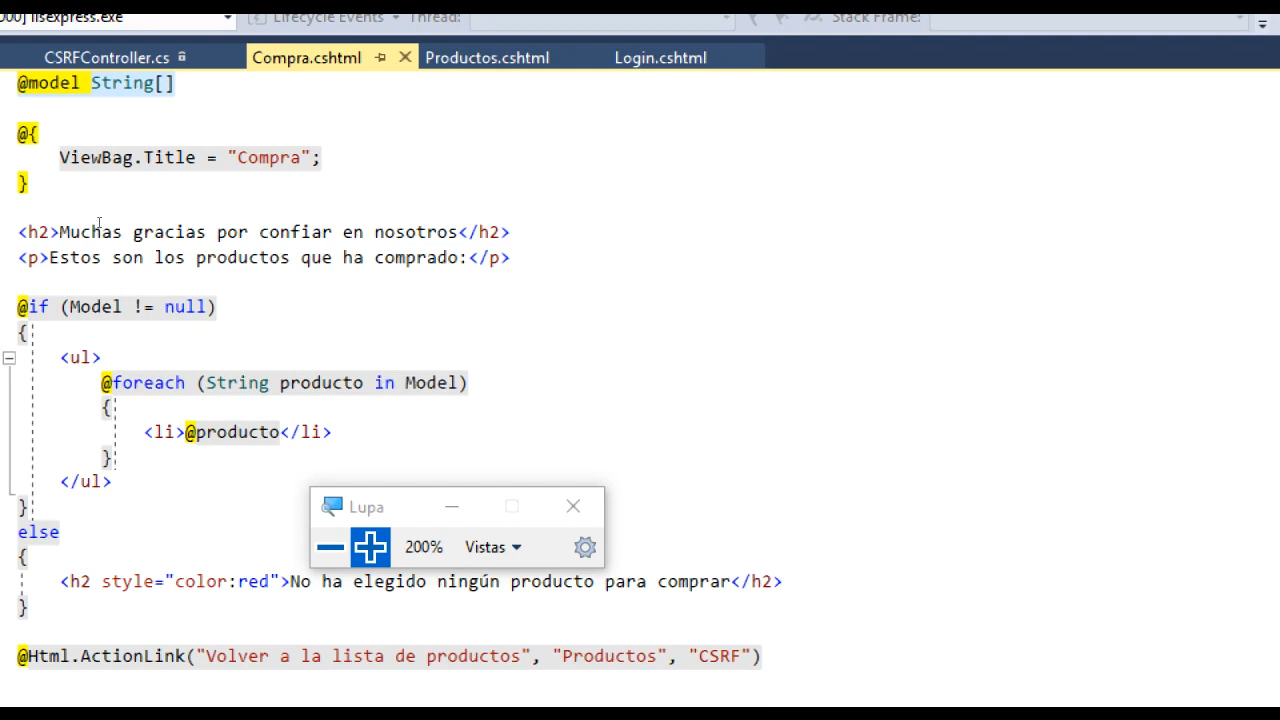 000] iisexpress.exe Lifecycle Events Thread: Stack Frame:
CSRFController.cs Compra.cshtml Productos.cshtml Login.cshtml
@model String[]
@{
ViewBag.Title = "Compra";
}
<h2>Muchas gracias por confiar en nosotros</h2>
<p>Estos son los productos que ha comprado:</p>
@if (Model != null)
{
<ul>
@foreach (String producto in Model)
{
<li>@producto</li>
}
</ul>
}
else
{
<h2 style="color:red">No ha elegido ningún producto para comprar</h2>
}
@Html.ActionLink("Volver a la lista de productos", "Productos", "CSRF")
Lupa
200% Vistas